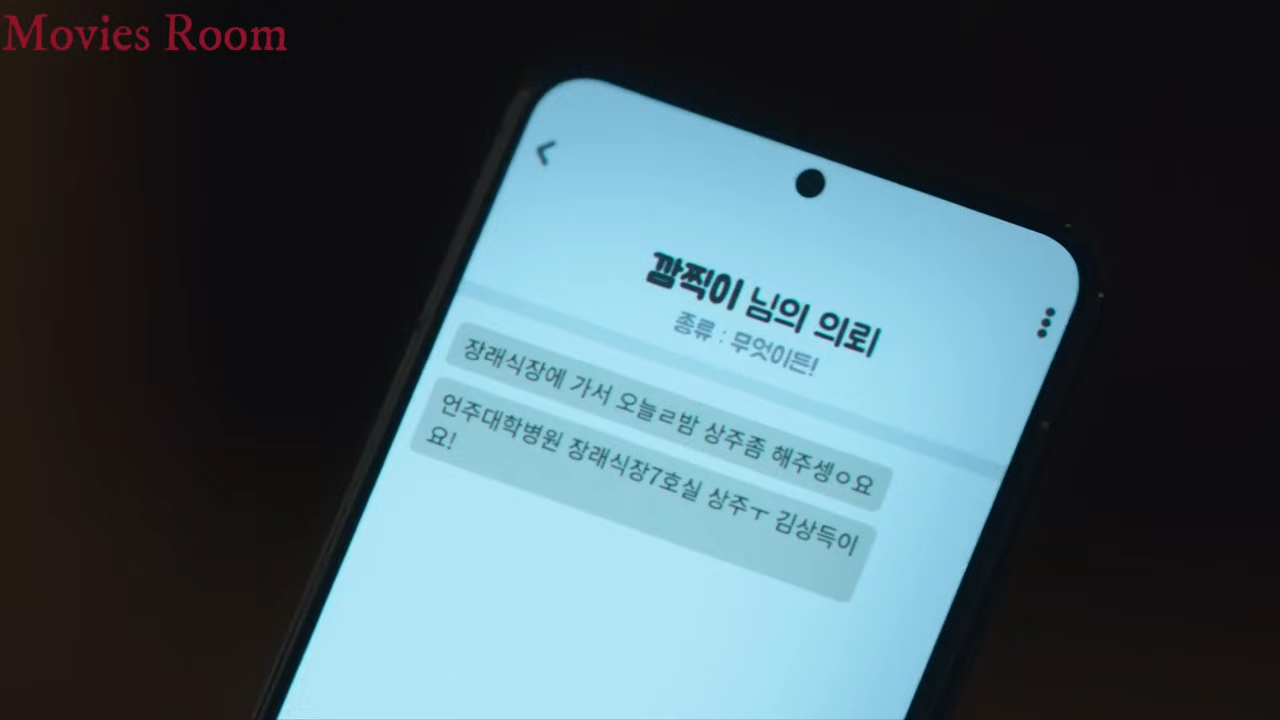 Movies Room
깜찍이 님의 의뢰
종류 : 무엇이든!
장래식장에 가서 오늘ㄹ밤 상주좀 해주셍ㅇ요
언주대학병원 장래식장7호실 상주ㅜ 김상득이
요!